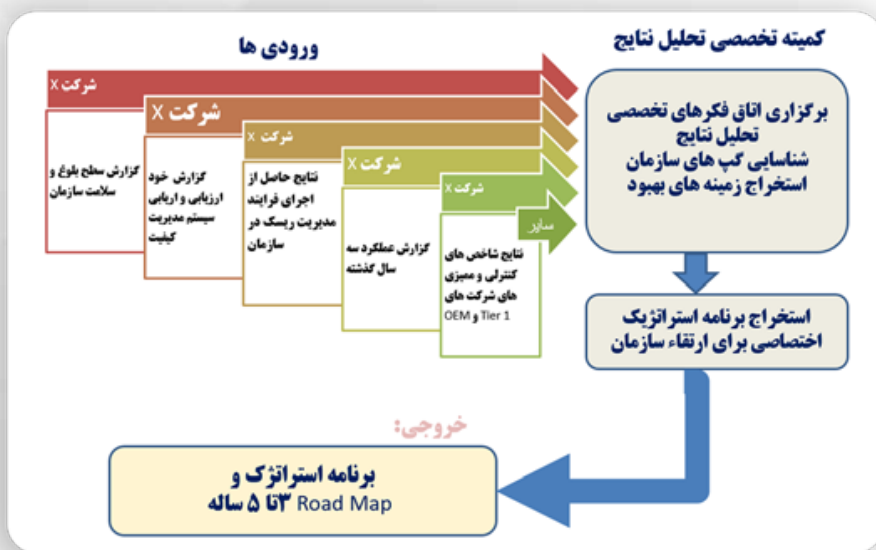 کمیته تخصصی تحلیل نتایج
ورودی ها
شرکت X
شرکت X
شرکت X
شرکت X
شرکت X
سایر
گزارش سطح بلوغ و
سلامت سازمان
گزارش خود
ارزیابی و اریابی
سیستم مدیریت
کیفیت
نتایج حاصل از
اجرای فرایند
مدیریت ریسک در
سازمان
گزارش عملکرد سه
سال گذشته
نتایج شاخص های
کنترلی و ممیزی
های شرکت های
OEM و Tier 1
برگزاری اتاق فکرهای تخصصی
تحلیل نتایج
شناسایی گپ های سازمان
استخراج زمینه های بهبود
استخراج برنامه استراتژیک
اختصاصی برای ارتقاء سازمان
خروجی:
برنامه استراتژک و
Road Map ۳تا ۵ ساله